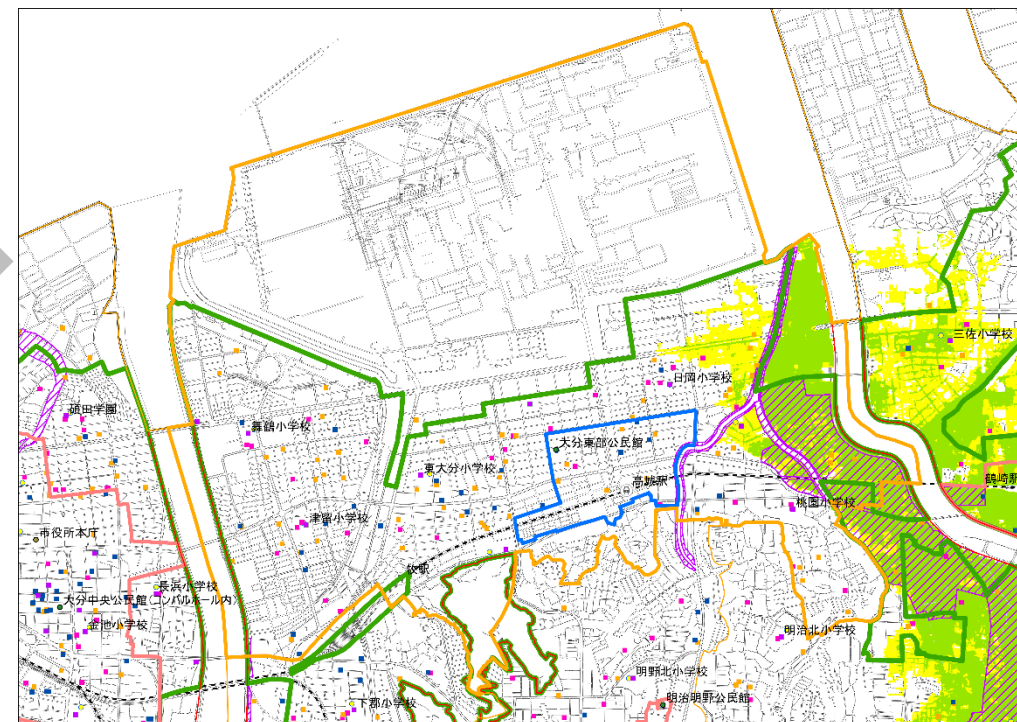 三佐小学校
日岡小学校
碩田学園
舞鶴小学校
大分東部公民館
東大分小学校
高城駅
鶴崎駅
桃園小学校
津留小学校
市役所本庁
牧駅
長浜小学校
大分中央公民館(コンパルホール内)
金池小学校
明治北小学校
明野北小学校
下郡小学校
明治明野公民館